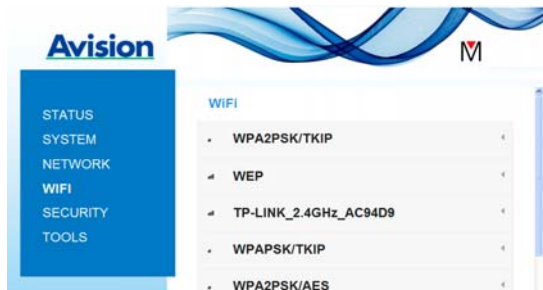 Avision
M
STATUS
SYSTEM
NETWORK
WIFI
SECURITY
TOOLS
WiFi
WPA2PSK/TKIP
WEP
TP-LINK_2.4GHz_AC94D9
WPAPSK/TKIP
WPA2PSK/AES